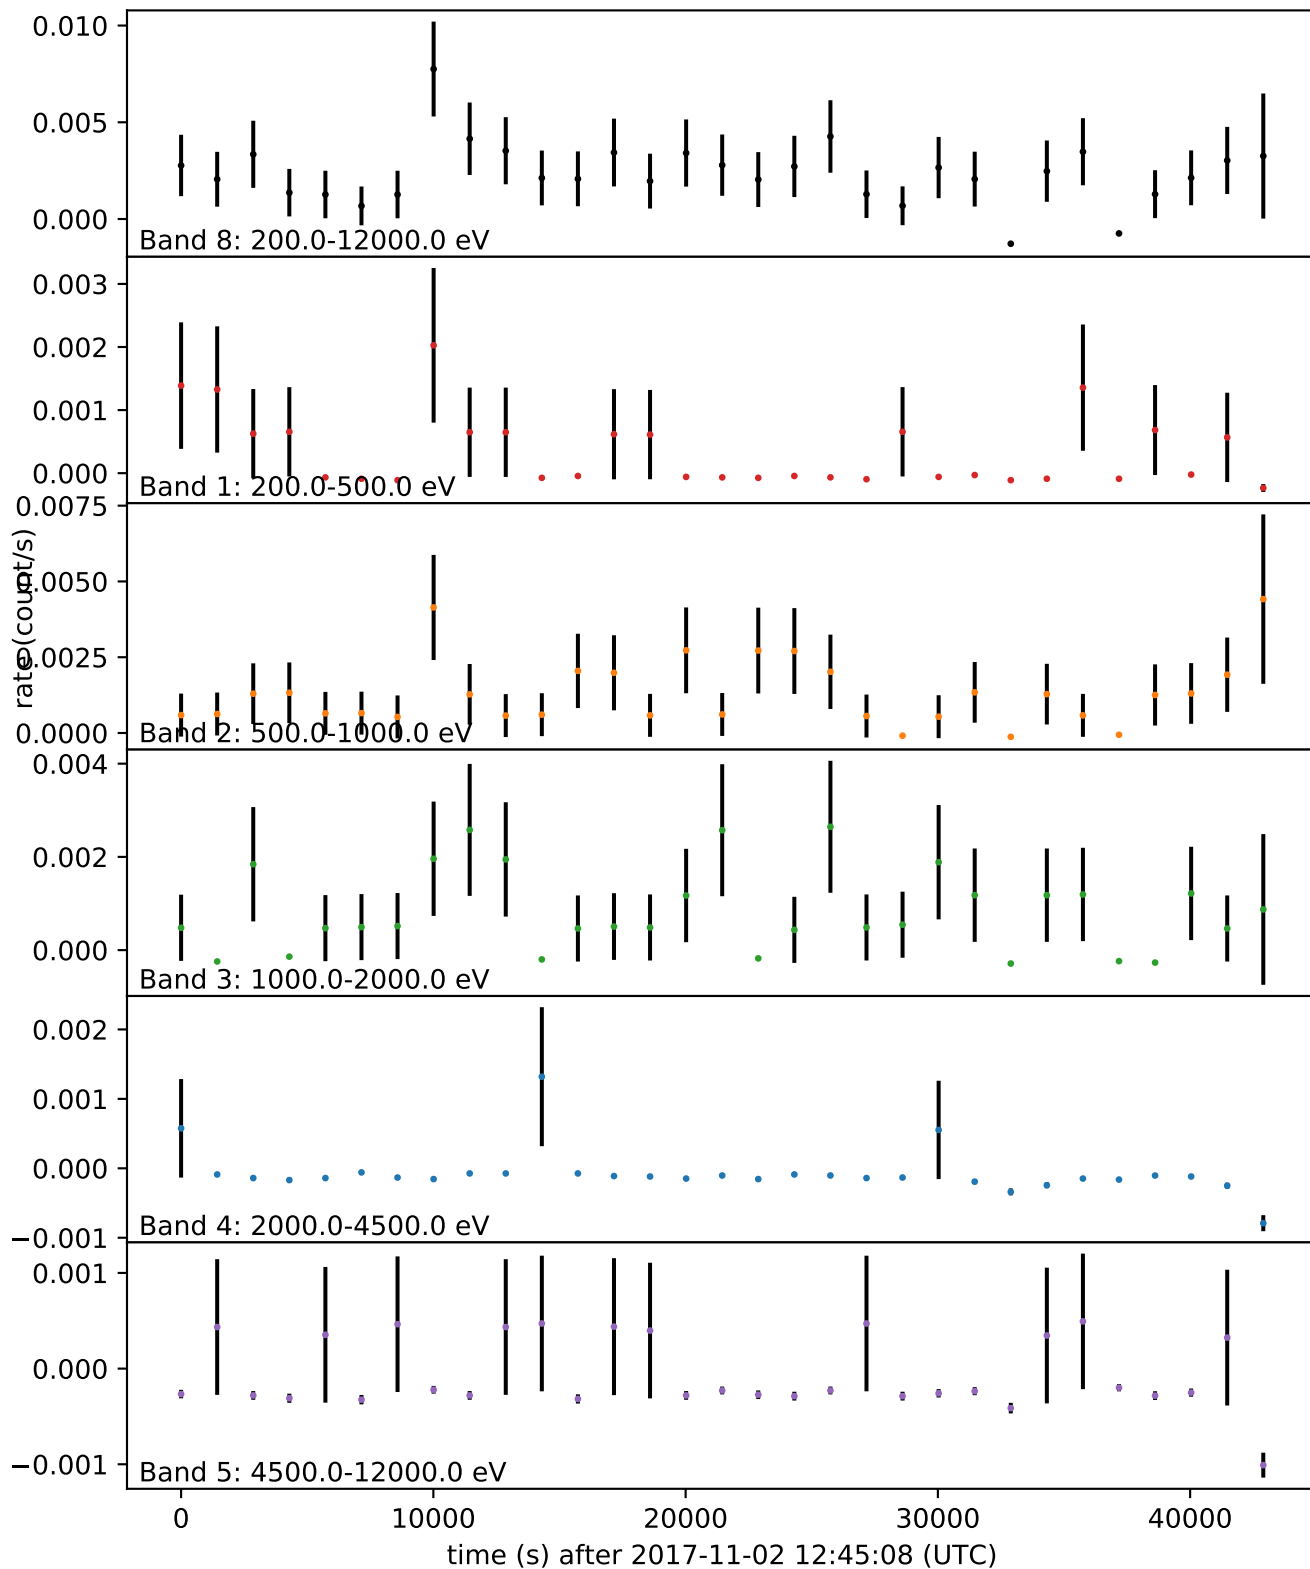 0.010
0.005
0.000
Band 8: 200.0-12000.0 eV
0.003
0.002
0.001
0.000
Band 1: 200.0-500.0 eV
0.0075
0.0050
0.0025
0.0000
rate (count/s)
Band 2: 500.0-1000.0 eV
0.004
0.002
0.000
Band 3: 1000.0-2000.0 eV
0.002
0.001
0.000
−0.001
Band 4: 2000.0-4500.0 eV
0.001
0.000
−0.001
Band 5: 4500.0-12000.0 eV
0 10000 20000 30000 40000
time (s) after 2017-11-02 12:45:08 (UTC)